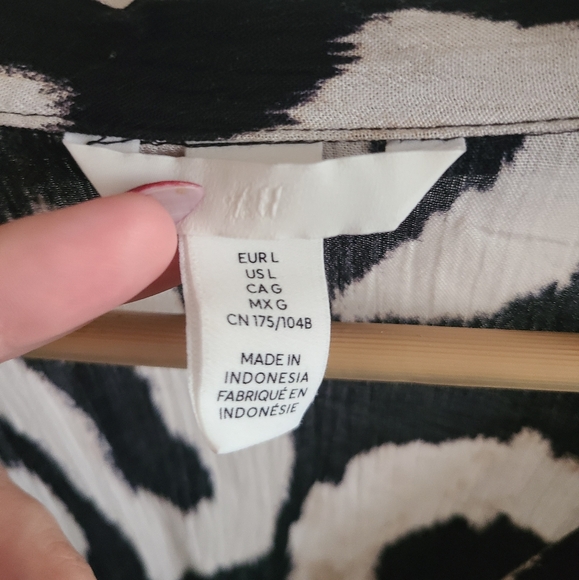 EUR L
US L
CA G
MX G
CN 175/104B
MADE IN
INDONESIA
FABRIQUÉ EN
INDONÉSIE